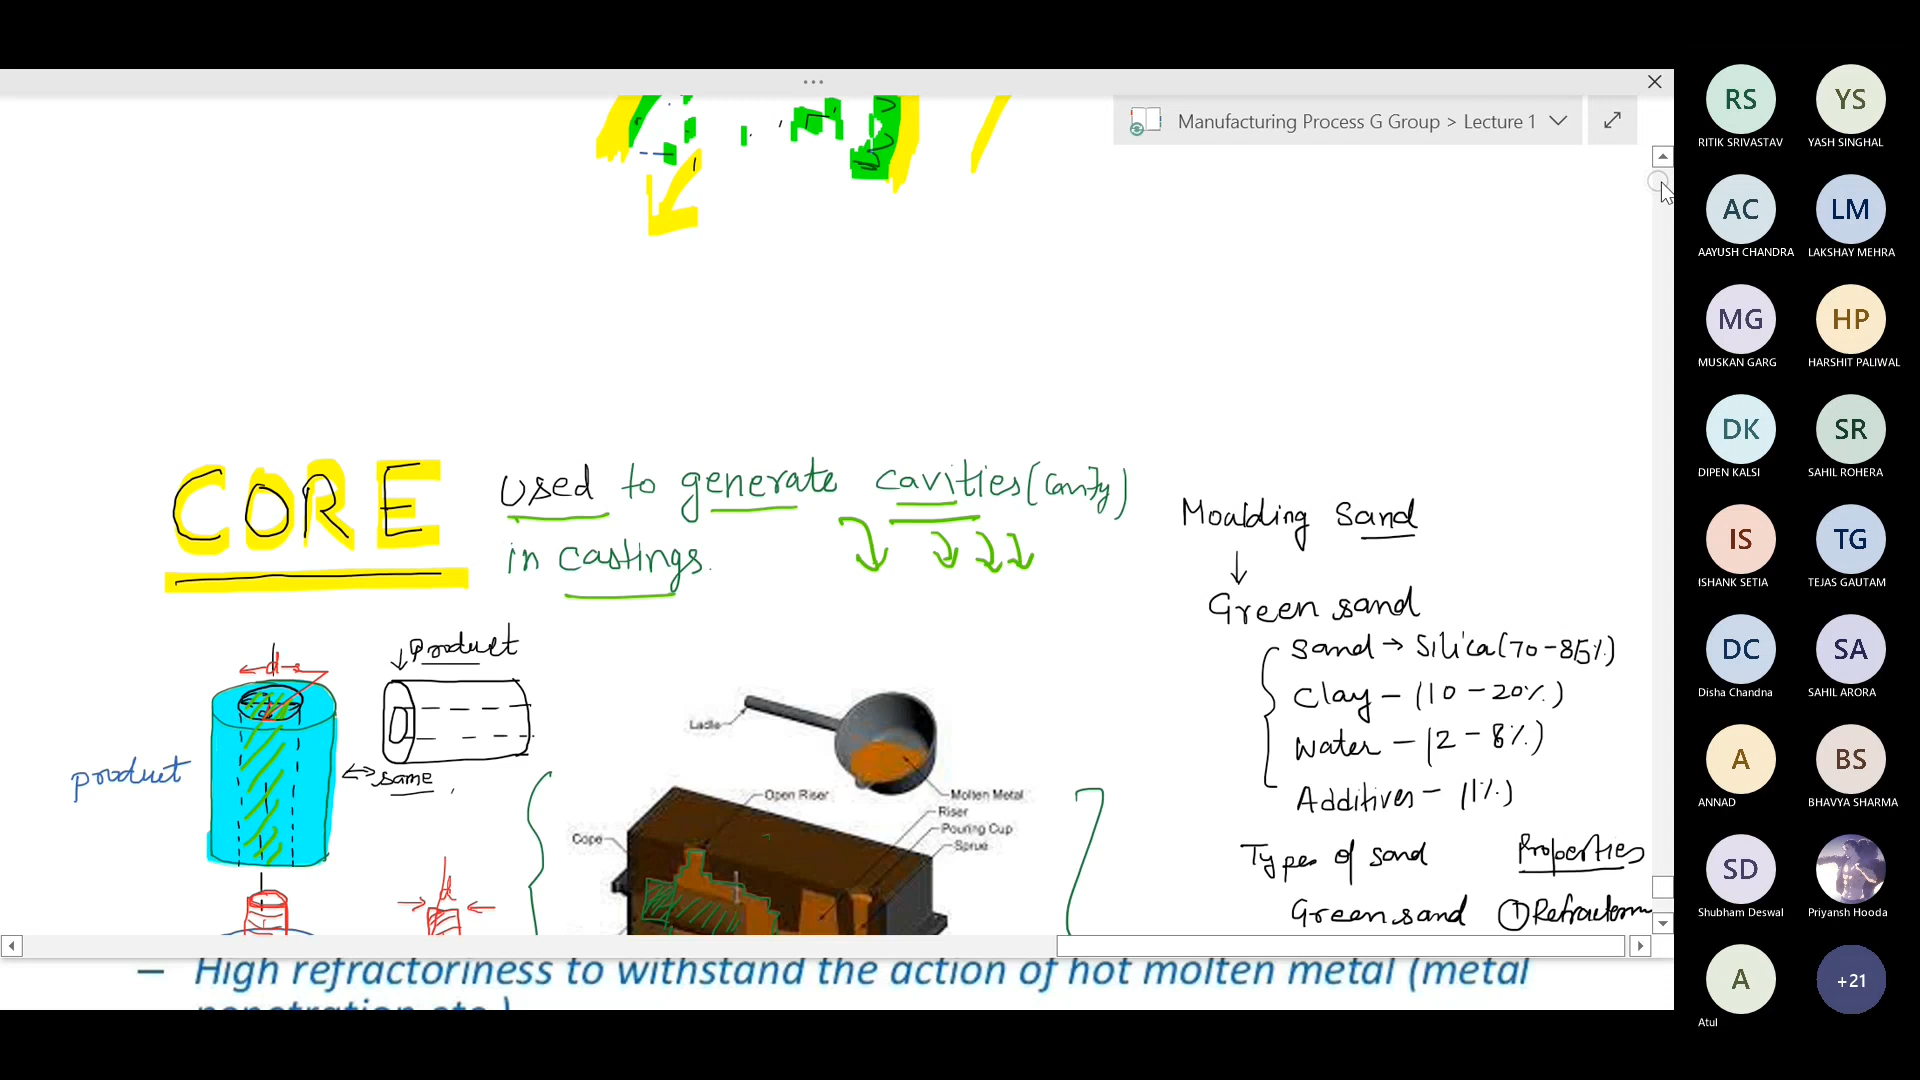 Manufacturing Process G Group > Lecture 1
CORE used to generate cavities (Cavity)
in castings.
Moulding Sand
Green sand
Sand → Silica (70-85%)
Clay - (10-20%)
Water - (2-8%)
Additives - (1%)
Types of sand
Properties
Green sand
①
d
Product
product
same
d
Ladle
Molten Metal
Open Riser
Riser
Pouring Cup
Sprue
Cope
– High refractoriness to withstand the action of hot molten metal (metal
RS
YS
RITIK SRIVASTAV
YASH SINGHAL
AC
LM
AAYUSH CHANDRA
LAKSHAY MEHRA
MG
HP
MUSKAN GARG
HARSHIT PALIWAL
DK
SR
DIPEN KALSI
SAHIL ROHERA
IS
TG
ISHANK SETIA
TEJAS GAUTAM
DC
SA
Disha Chandna
SAHIL ARORA
A
BS
ANNAD
BHAVYA SHARMA
SD
Shubham Deswal
Priyansh Hooda
A
+21
Atul